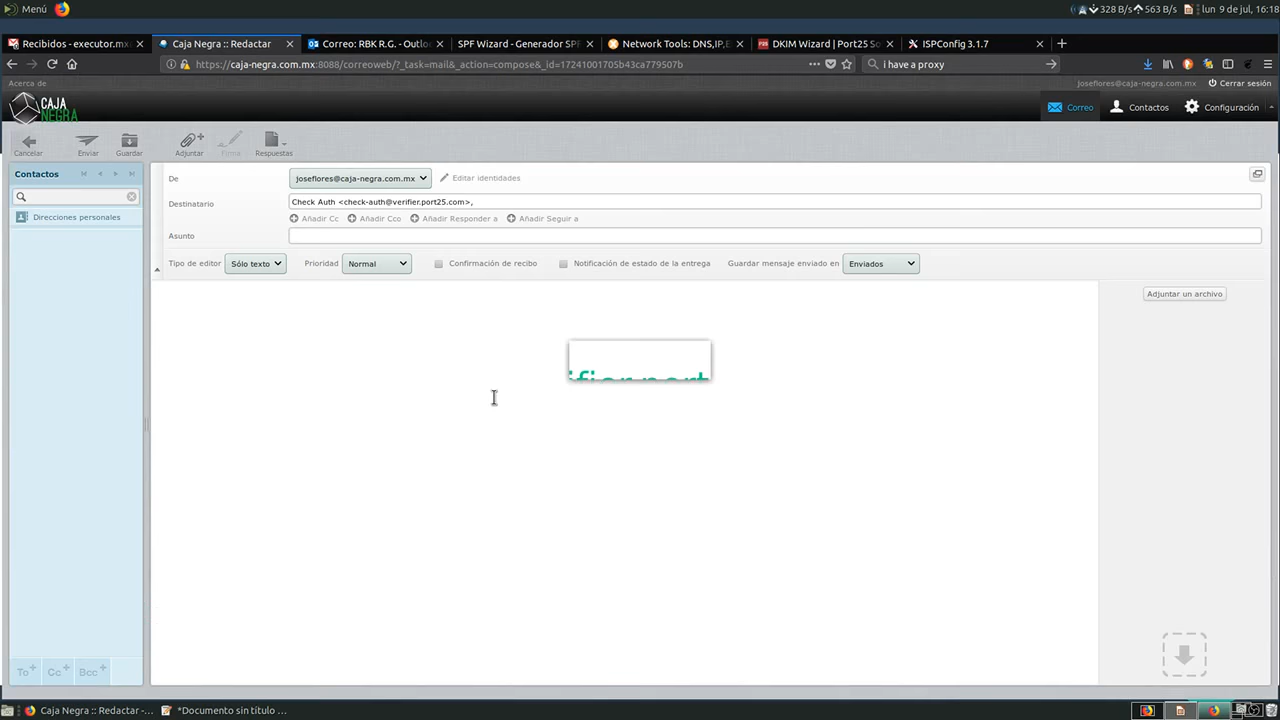 Menú
328 B/s 563 B/s lun 9 de jul, 16:18
Recibidos - executor.mx Caja Negra :: Redactar Correo: RBK R.G. - Outlo SPF Wizard - Generador SPF Network Tools: DNS,IP,E DKIM Wizard | Port25 So ISPConfig 3.1.7
https://caja-negra.com.mx:8088/correoweb/?_task=mail&_action=compose&_id=17241001705b43ca779507b i have a proxy
Acerca de joseflores@caja-negra.com.mx Cerrar sesión
CAJA
NEGRA
Correo Contactos Configuración
Cancelar Enviar Guardar Adjuntar Firma Respuestas
Contactos
Direcciones personales
De joseflores@caja-negra.com.mx Editar identidades
Destinatario Check Auth <check-auth@verifier.port25.com>,
Añadir Cc Añadir Cco Añadir Responder a Añadir Seguir a
Asunto
Tipo de editor Sólo texto Prioridad Normal Confirmación de recibo Notificación de estado de la entrega Guardar mensaje enviado en Enviados
Adjuntar un archivo
ifier.port
To Cc Bcc
Caja Negra :: Redactar -... *Documento sin título ...